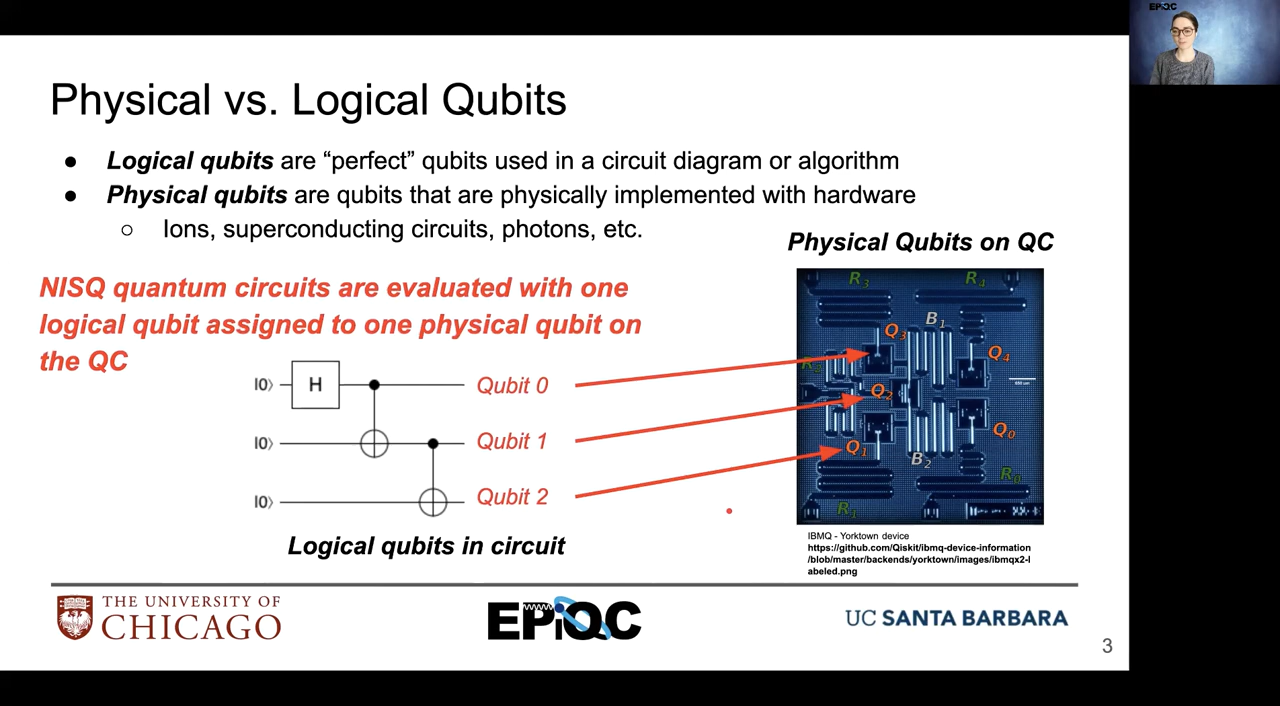 EPiQC
Physical vs. Logical Qubits
● Logical qubits are “perfect” qubits used in a circuit diagram or algorithm
● Physical qubits are qubits that are physically implemented with hardware
○ Ions, superconducting circuits, photons, etc.
NISQ quantum circuits are evaluated with one
logical qubit assigned to one physical qubit on
the QC
|0⟩ H Qubit 0
|0⟩ Qubit 1
|0⟩ Qubit 2
Logical qubits in circuit
Physical Qubits on QC
R3 R4
B1
Q3
Q4
R2
Q2
Q0
Q1
B2
R0
R1
IBMQ - Yorktown device
https://github.com/Qiskit/ibmq-device-information
/blob/master/backends/yorktown/images/ibmqx2-l
abeled.png
THE UNIVERSITY OF
CHICAGO
EPiQC
UC SANTA BARBARA
3